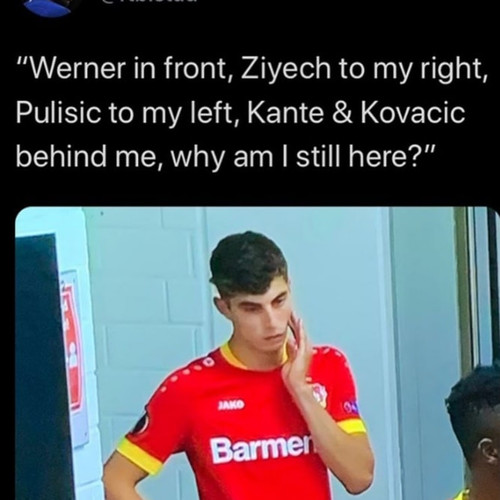 “Werner in front, Ziyech to my right,
Pulisic to my left, Kante & Kovacic
behind me, why am I still here?”
JAKO
Barmen